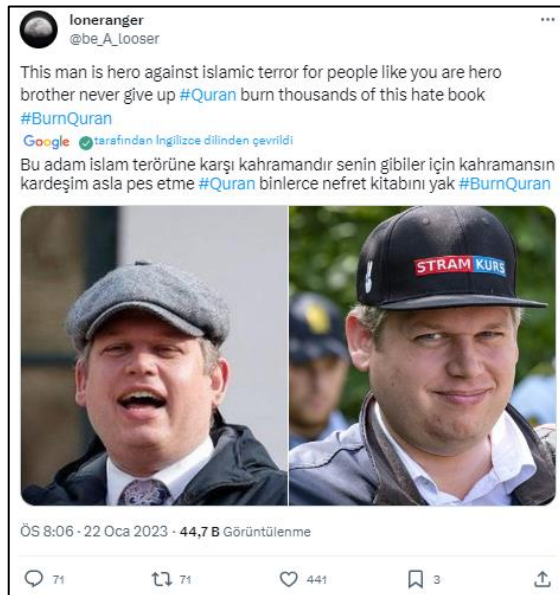 loneranger
@be_A_looser
This man is hero against islamic terror for people like you are hero
brother never give up #Quran burn thousands of this hate book
#BurnQuran
Google tarafından İngilizce dilinden çevrildi
Bu adam islam terörüne karşı kahramandır senin gibiler için kahramansın
kardeşim asla pes etme #Quran binlerce nefret kitabını yak #BurnQuran
STRAM KURS
ÖS 8:06 · 22 Oca 2023 · 44,7 B Görüntülenme
71 71 441 3